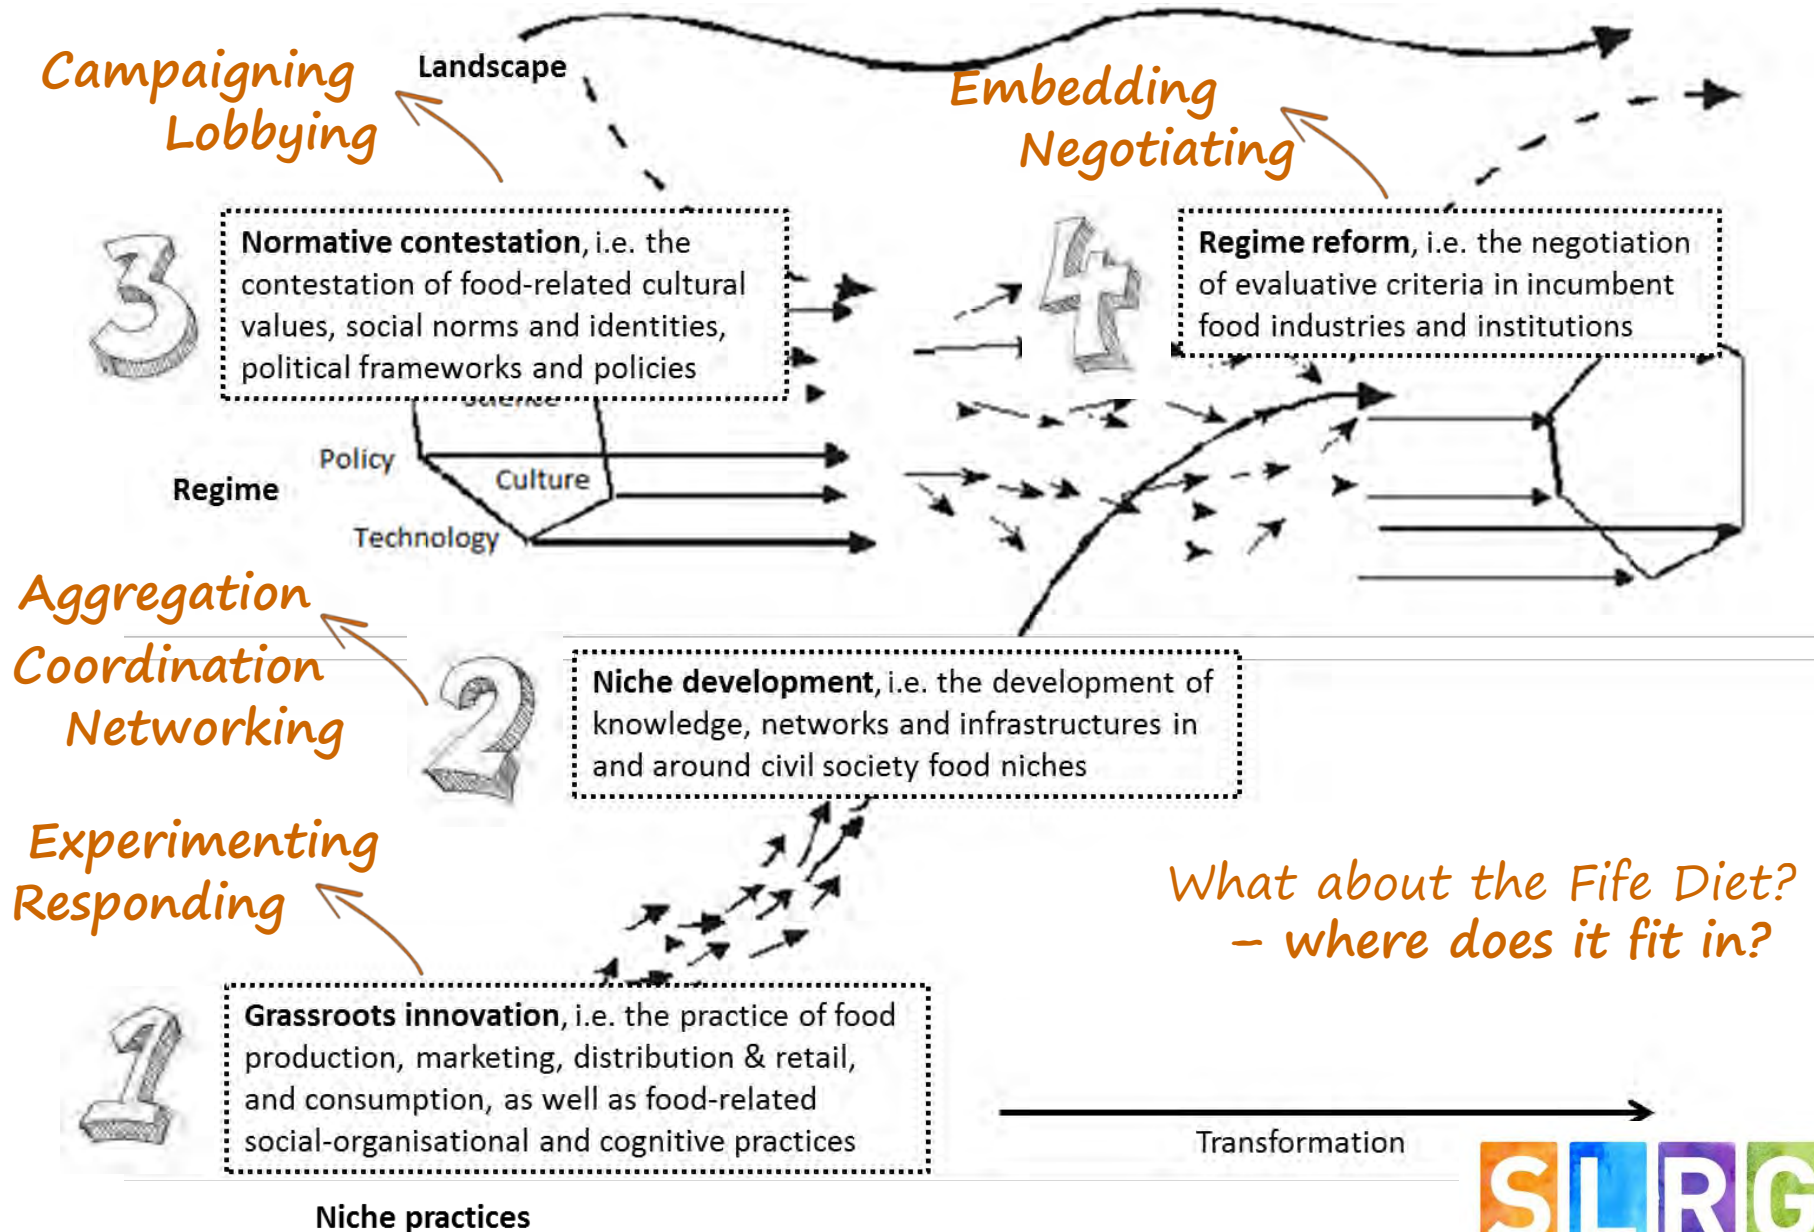 Campaigning
Lobbying
Landscape
Embedding
Negotiating
3
Normative contestation, i.e. the
contestation of food-related cultural
values, social norms and identities,
political frameworks and policies
4
Regime reform, i.e. the negotiation
of evaluative criteria in incumbent
food industries and institutions
Science
Policy
Culture
Regime
Technology
Aggregation
Coordination
Networking
2
Niche development, i.e. the development of
knowledge, networks and infrastructures in
and around civil society food niches
Experimenting
Responding
What about the Fife Diet?
– where does it fit in?
1
Grassroots innovation, i.e. the practice of food
production, marketing, distribution & retail,
and consumption, as well as food-related
social-organisational and cognitive practices
Transformation
SLRG
Niche practices